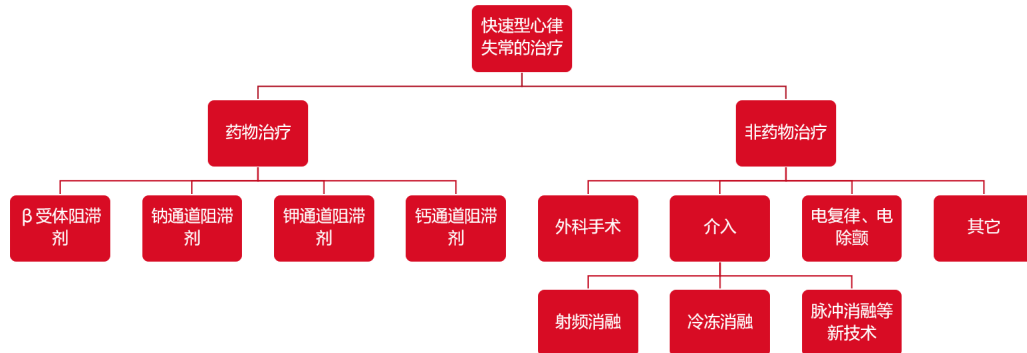 快速型心律
失常的治疗
药物治疗
非药物治疗
β受体阻滞
剂
钠通道阻滞
剂
钾通道阻滞
剂
钙通道阻滞
剂
外科手术
介入
电复律、电
除颤
其它
射频消融
冷冻消融
脉冲消融等
新技术